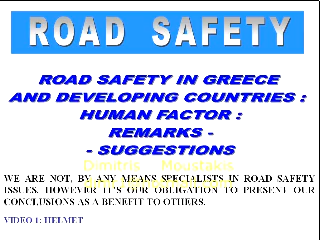 ROAD SAFETY
ROAD SAFETY IN GREECE
AND DEVELOPING COUNTRIES :
HUMAN FACTOR :
REMARKS -
- SUGGESTIONS
Dimitris Moustakis
WE ARE NOT, BY ANY MEANS SPECIALISTS IN ROAD SAFETY
ISSUES. HOWEVER IT'S OUR OBLIGATION TO PRESENT OUR
CONCLUSIONS AS A BENEFIT TO OTHERS.
VIDEO 1: HELMET